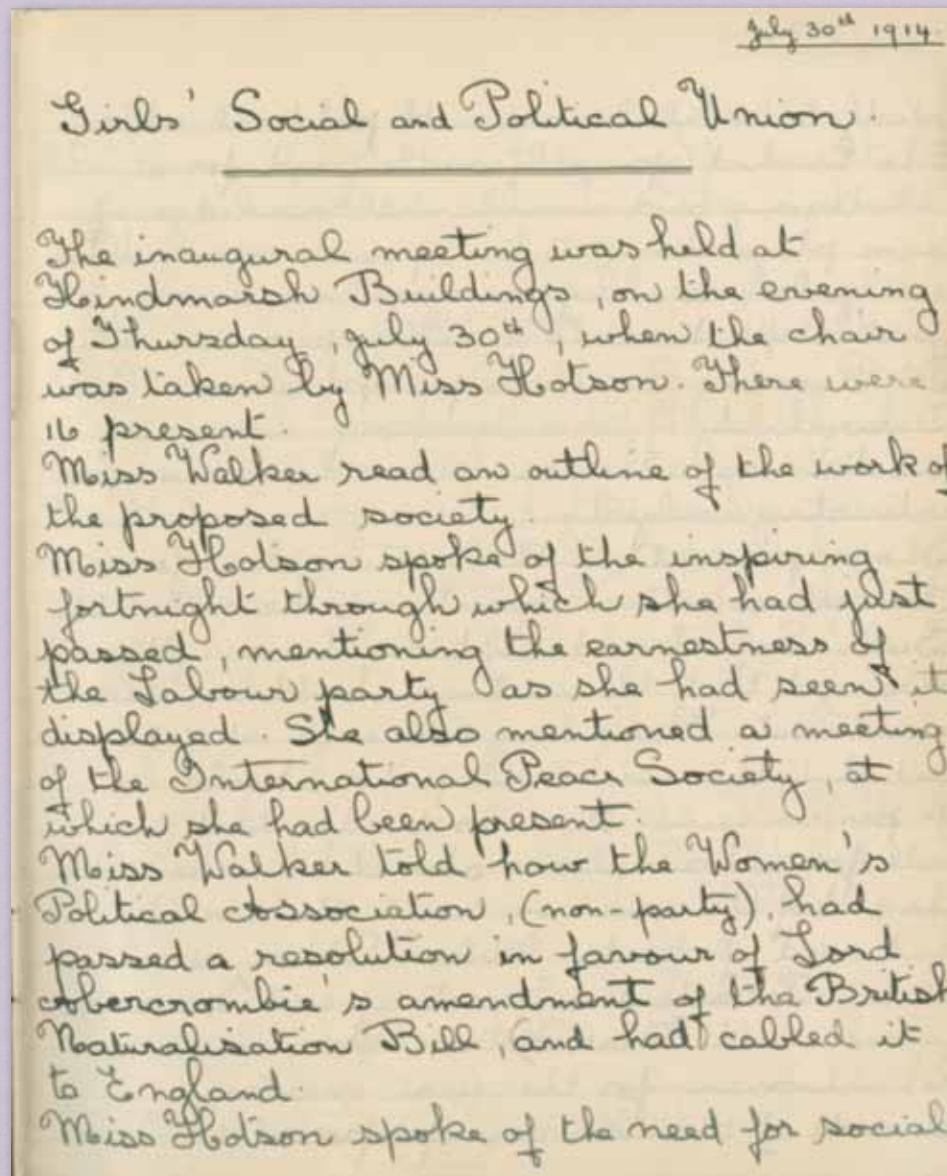 July 30th 1914
Girls' Social and Political Union.
The inaugural meeting was held at
Hindmarsh Buildings, on the evening
of Thursday, July 30th, when the chair
was taken by Miss Hotson. There were
16 present.
Miss Walker read an outline of the work of
the proposed society.
Miss Hotson spoke of the inspiring
fortnight through which she had just
passed, mentioning the earnestness of
the Labour party as she had seen it
displayed. She also mentioned a meeting
of the International Peace Society, at
which she had been present.
Miss Walker told how the Women's
Political Association, (non-party), had
passed a resolution in favour of Lord
Abercrombie's amendment of the British
Naturalisation Bill, and had cabled it
to England.
Miss Hotson spoke of the need for social